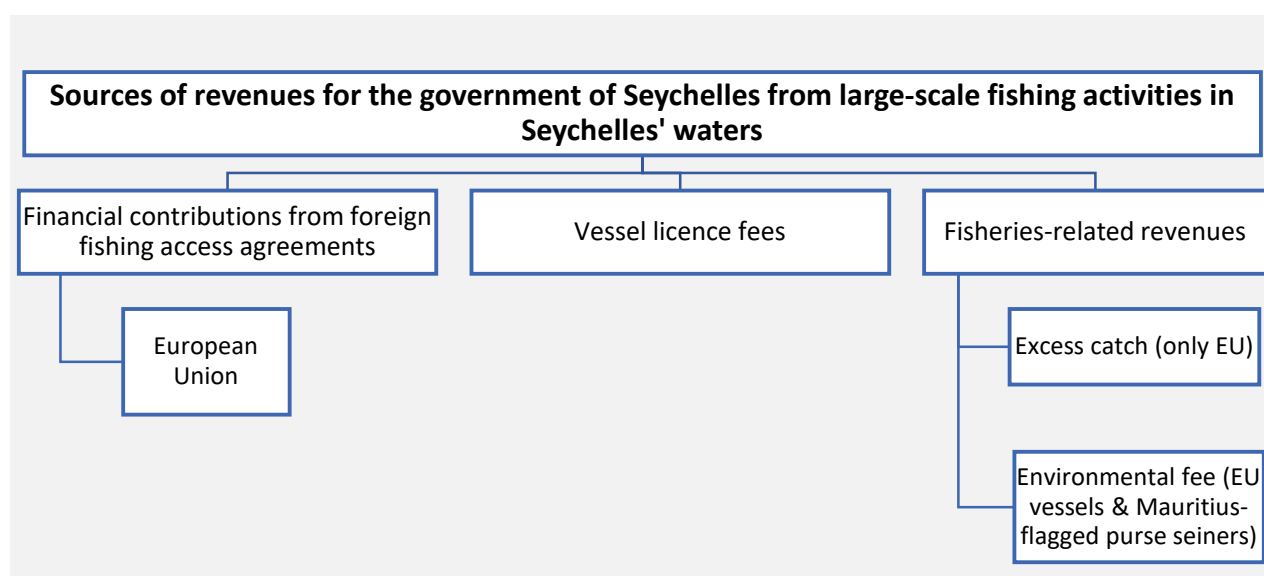 Sources of revenues for the government of Seychelles from large-scale fishing activities in
Seychelles' waters
Financial contributions from foreign
fishing access agreements
Vessel licence fees
Fisheries-related revenues
European
Union
Excess catch (only EU)
Environmental fee (EU
vessels & Mauritius-
flagged purse seiners)